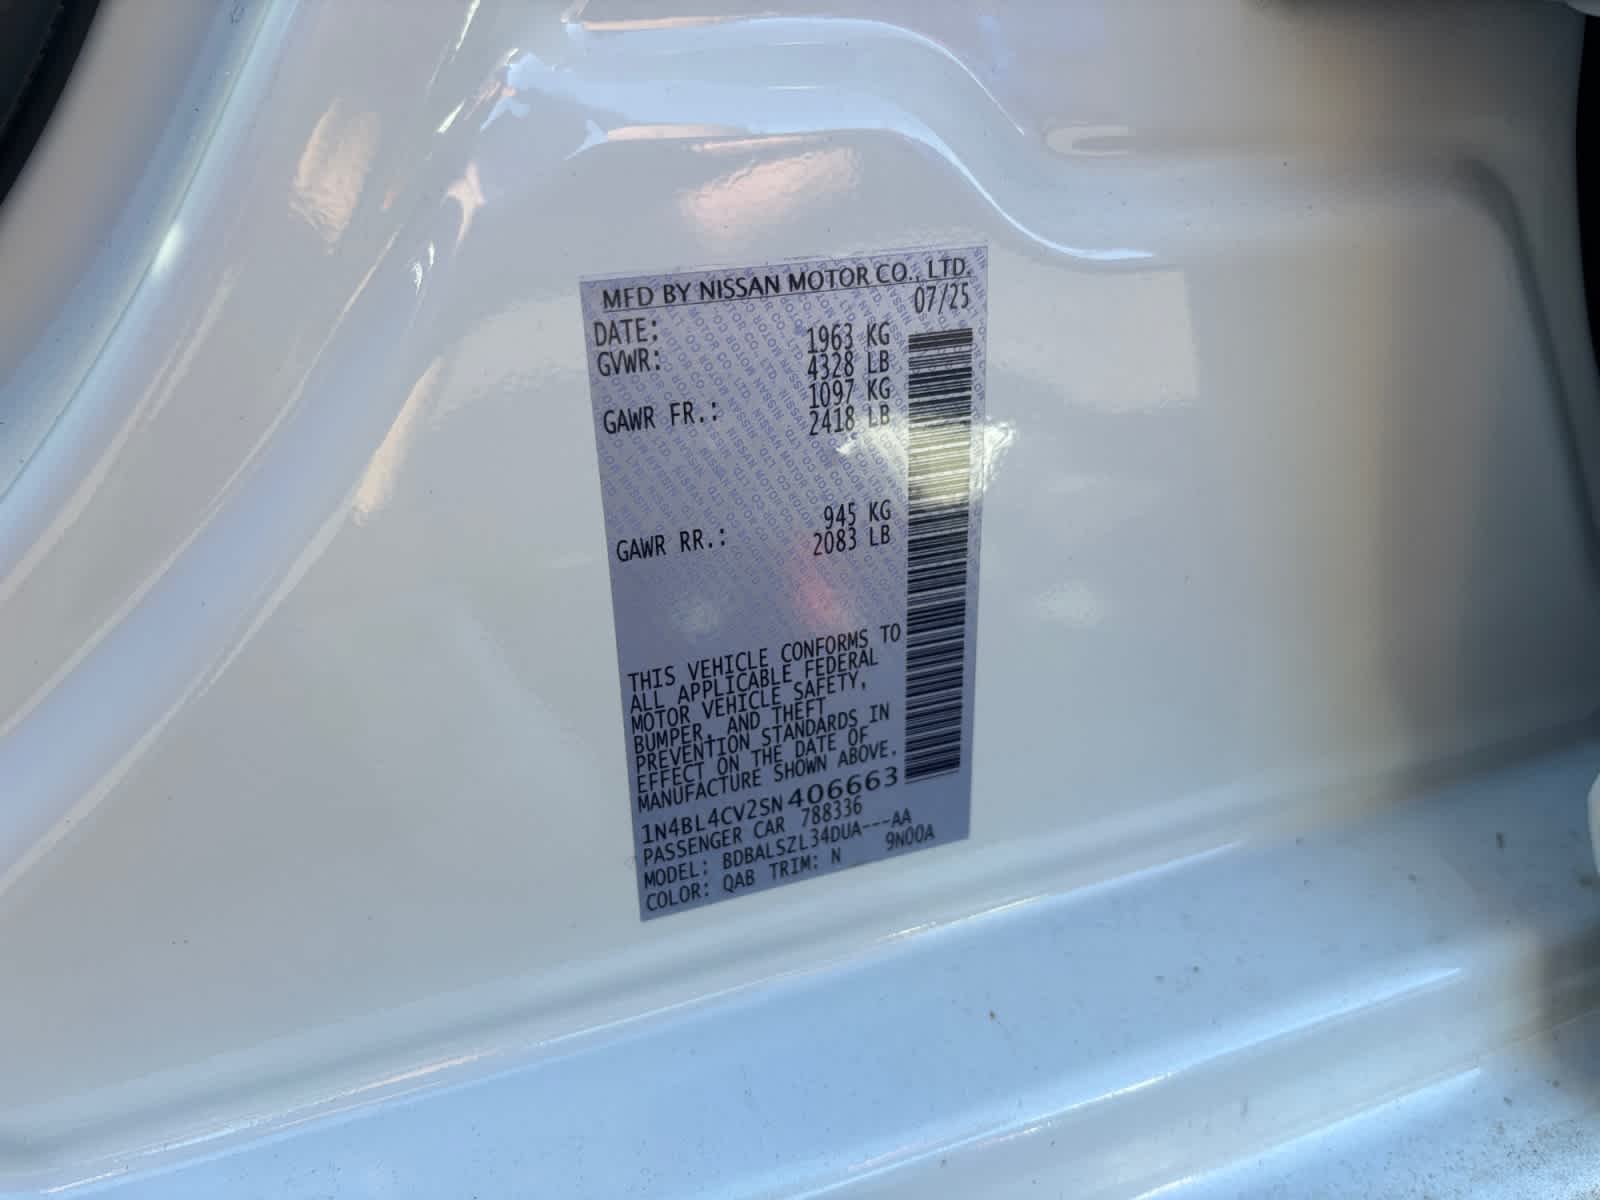 MFD BY NISSAN MOTOR CO., LTD.
DATE: 07/25
GVWR: 1963 KG
4328 LB
GAWR FR.: 1097 KG
2418 LB
GAWR RR.: 945 KG
2083 LB
THIS VEHICLE CONFORMS TO
ALL APPLICABLE FEDERAL
MOTOR VEHICLE SAFETY,
BUMPER, AND THEFT
PREVENTION STANDARDS IN
EFFECT ON THE DATE OF
MANUFACTURE SHOWN ABOVE.
1N4BL4CV2SN406663
PASSENGER CAR 788336
MODEL: BDBALSZL34DUA---AA
COLOR: QAB TRIM: N 9N00A